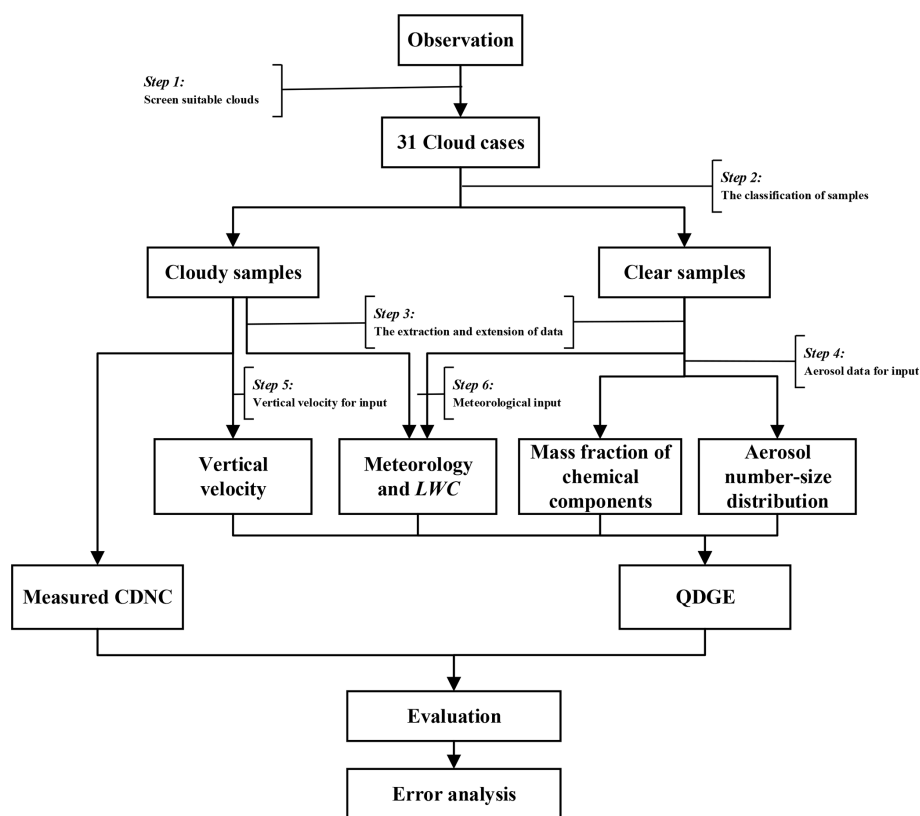 Observation
Step 1:
Screen suitable clouds
31 Cloud cases
Step 2:
The classification of samples
Cloudy samples
Clear samples
Step 3:
The extraction and extension of data
Step 4:
Aerosol data for input
Step 5:
Vertical velocity for input
Step 6:
Meteorological input
Vertical
velocity
Meteorology
and LWC
Mass fraction of
chemical
components
Aerosol
number-size
distribution
Measured CDNC
QDGE
Evaluation
Error analysis